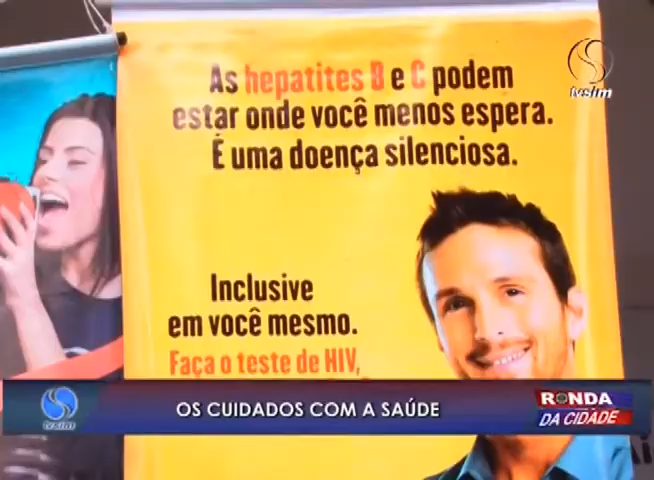 As hepatites B e C podem
estar onde você menos espera.
É uma doença silenciosa.
tvsim
Inclusive
em você mesmo.
Faça o teste de HIV,
tvsim
OS CUIDADOS COM A SAÚDE
RONDA
DA CIDADE